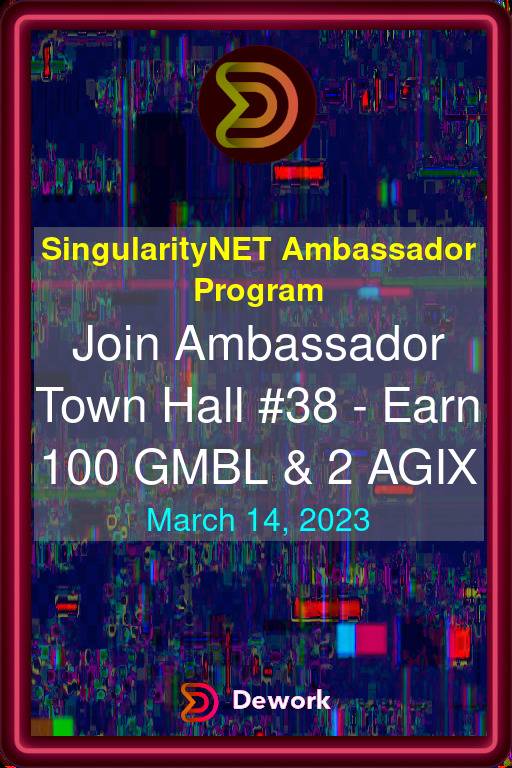 SingularityNET Ambassador
Program
Join Ambassador
Town Hall #38 - Earn
100 GMBL & 2 AGIX
March 14, 2023
Dework